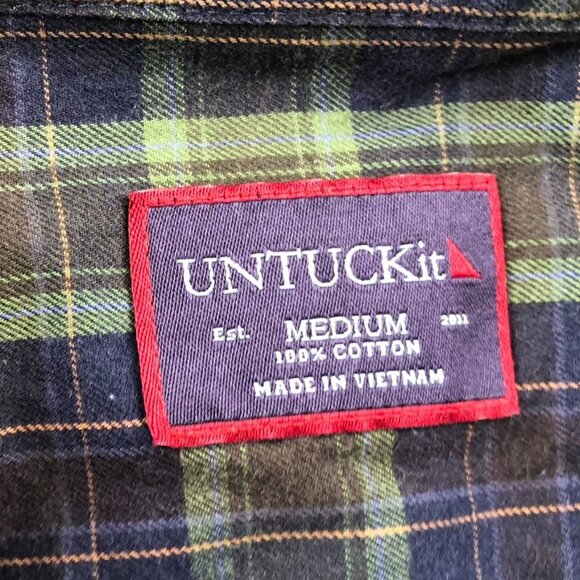 UNTUCKit
Est. MEDIUM 2011
100% COTTON
MADE IN VIETNAM